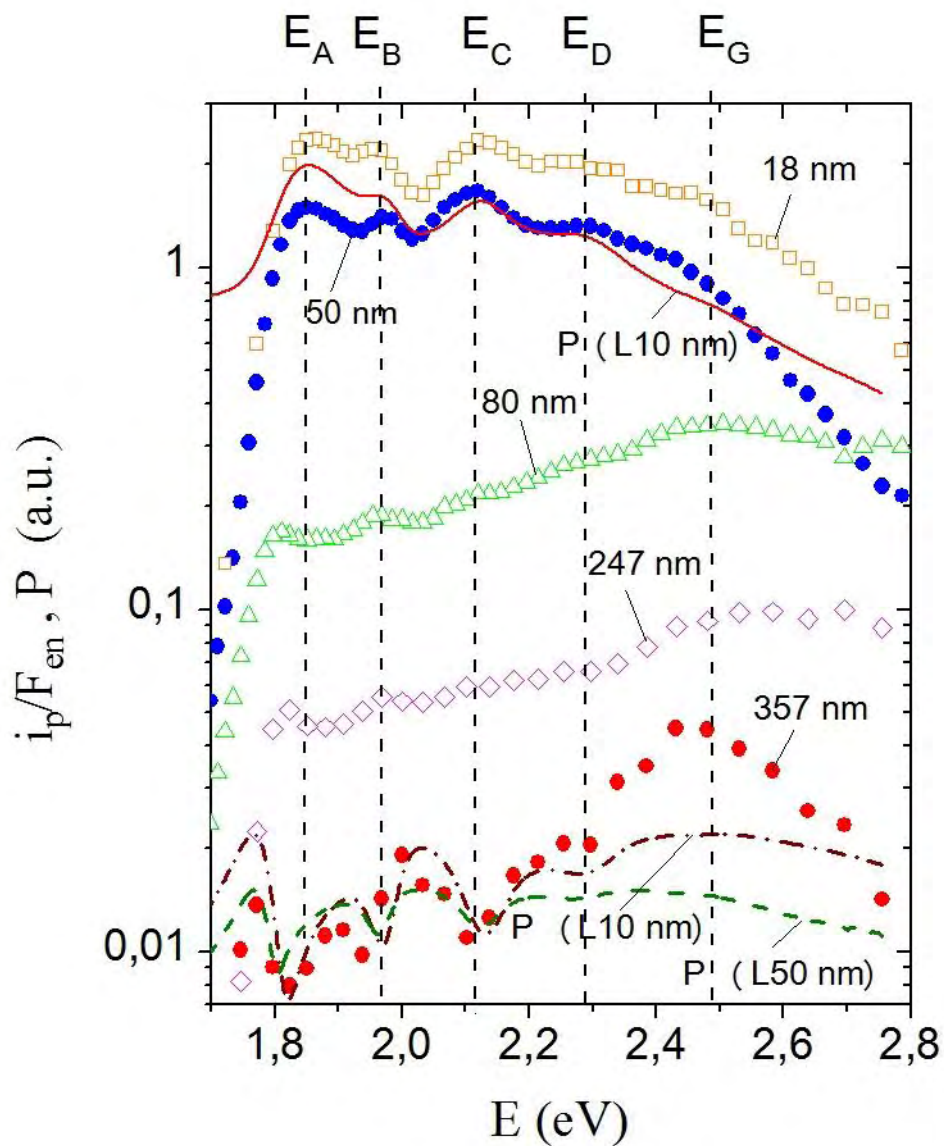 E_A E_B E_C E_D E_G
18 nm
1
50 nm
P ( L10 nm)
80 nm
247 nm
0,1
357 nm
P ( L10 nm)
P ( L50 nm)
0,01
1,8 2,0 2,2 2,4 2,6 2,8
E (eV)
i_p/F_en , P (a.u.)